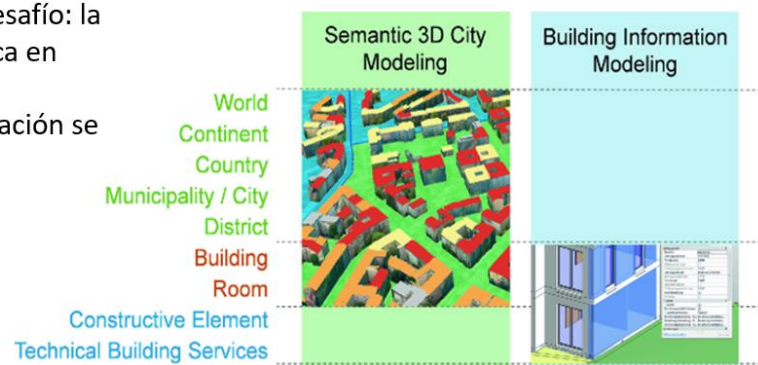 esafío: la
ca en
ación se
Semantic 3D City
Modeling
Building Information
Modeling
World
Continent
Country
Municipality / City
District
Building
Room
Constructive Element
Technical Building Services